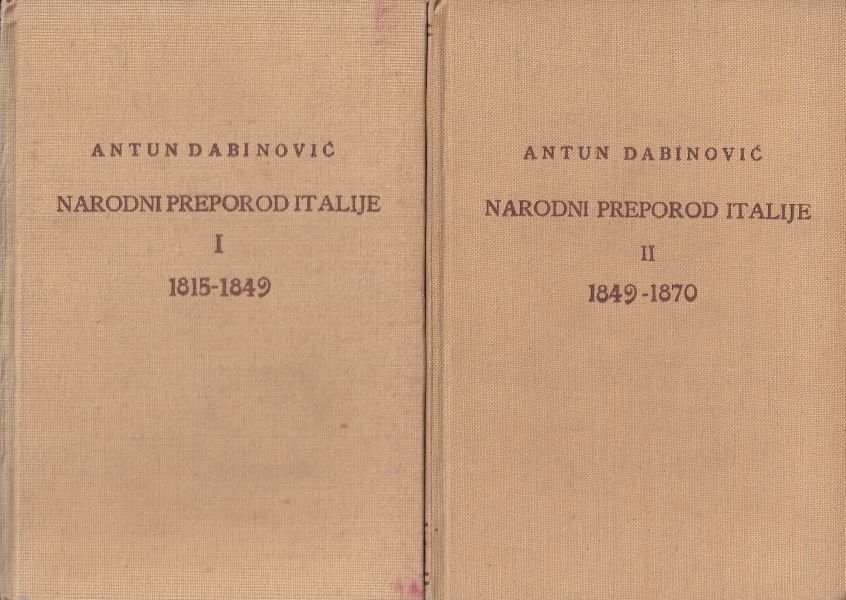 ANTUN DABINOVIĆ
NARODNI PREPOROD ITALIJE
I
1815-1849
ANTUN DABINOVIĆ
NARODNI PREPOROD ITALIJE
II
1849-1870